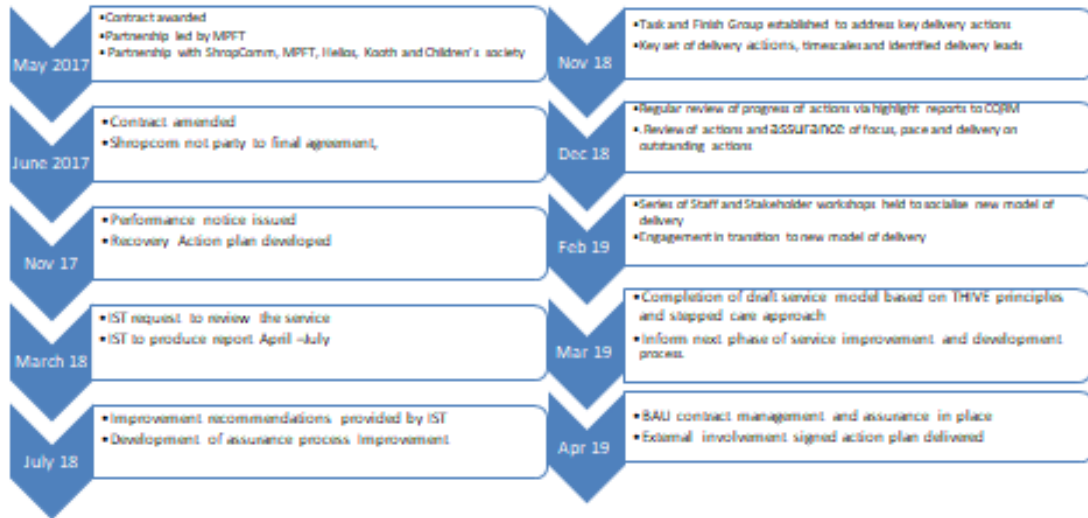 May 2017
•Contract awarded
•Partnership led by MPFT
•Partnership with ShropComm, MPFT, Helios, Kooth and Children's society
June 2017
•Contract amended
•Shropcom not party to final agreement,
Nov 17
•Performance notice issued
•Recovery Action plan developed
March 18
•IST request to review the service
•IST to produce report April –July
July 18
•Improvement recommendations provided by IST
•Development of assurance process Improvement
Nov 18
•Task and Finish Group established to address key delivery actions
•Key set of delivery actions, timescales and identified delivery leads
Dec 18
•Regular review of progress of actions via highlight reports to CQRM
•. Review of actions and assurance of focus, pace and delivery on
outstanding actions
Feb 19
•Series of Staff and Stakeholder workshops held to socialise new model of
delivery
•Engagement in transition to new model of delivery
Mar 19
•Completion of draft service model based on THIVE principles
and stepped care approach
•Inform next phase of service improvement and development
process.
Apr 19
•BAU contract management and assurance in place
•External involvement signed action plan delivered